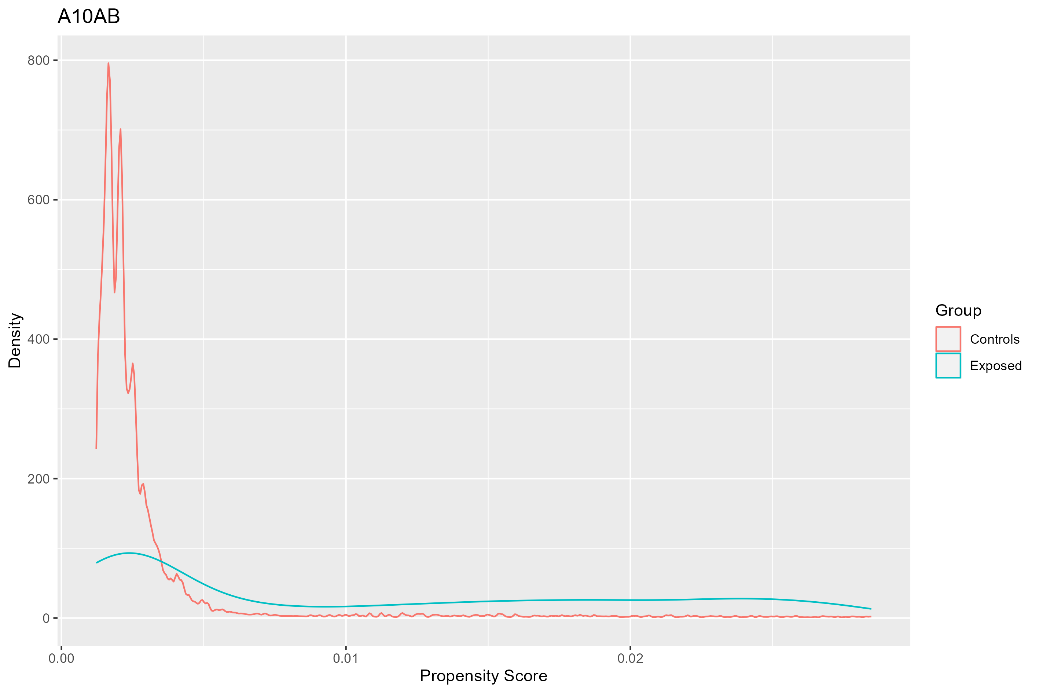 A10AB
Density
800
600
400
200
0
0.00
0.01
0.02
Propensity Score
Group
Controls
Exposed